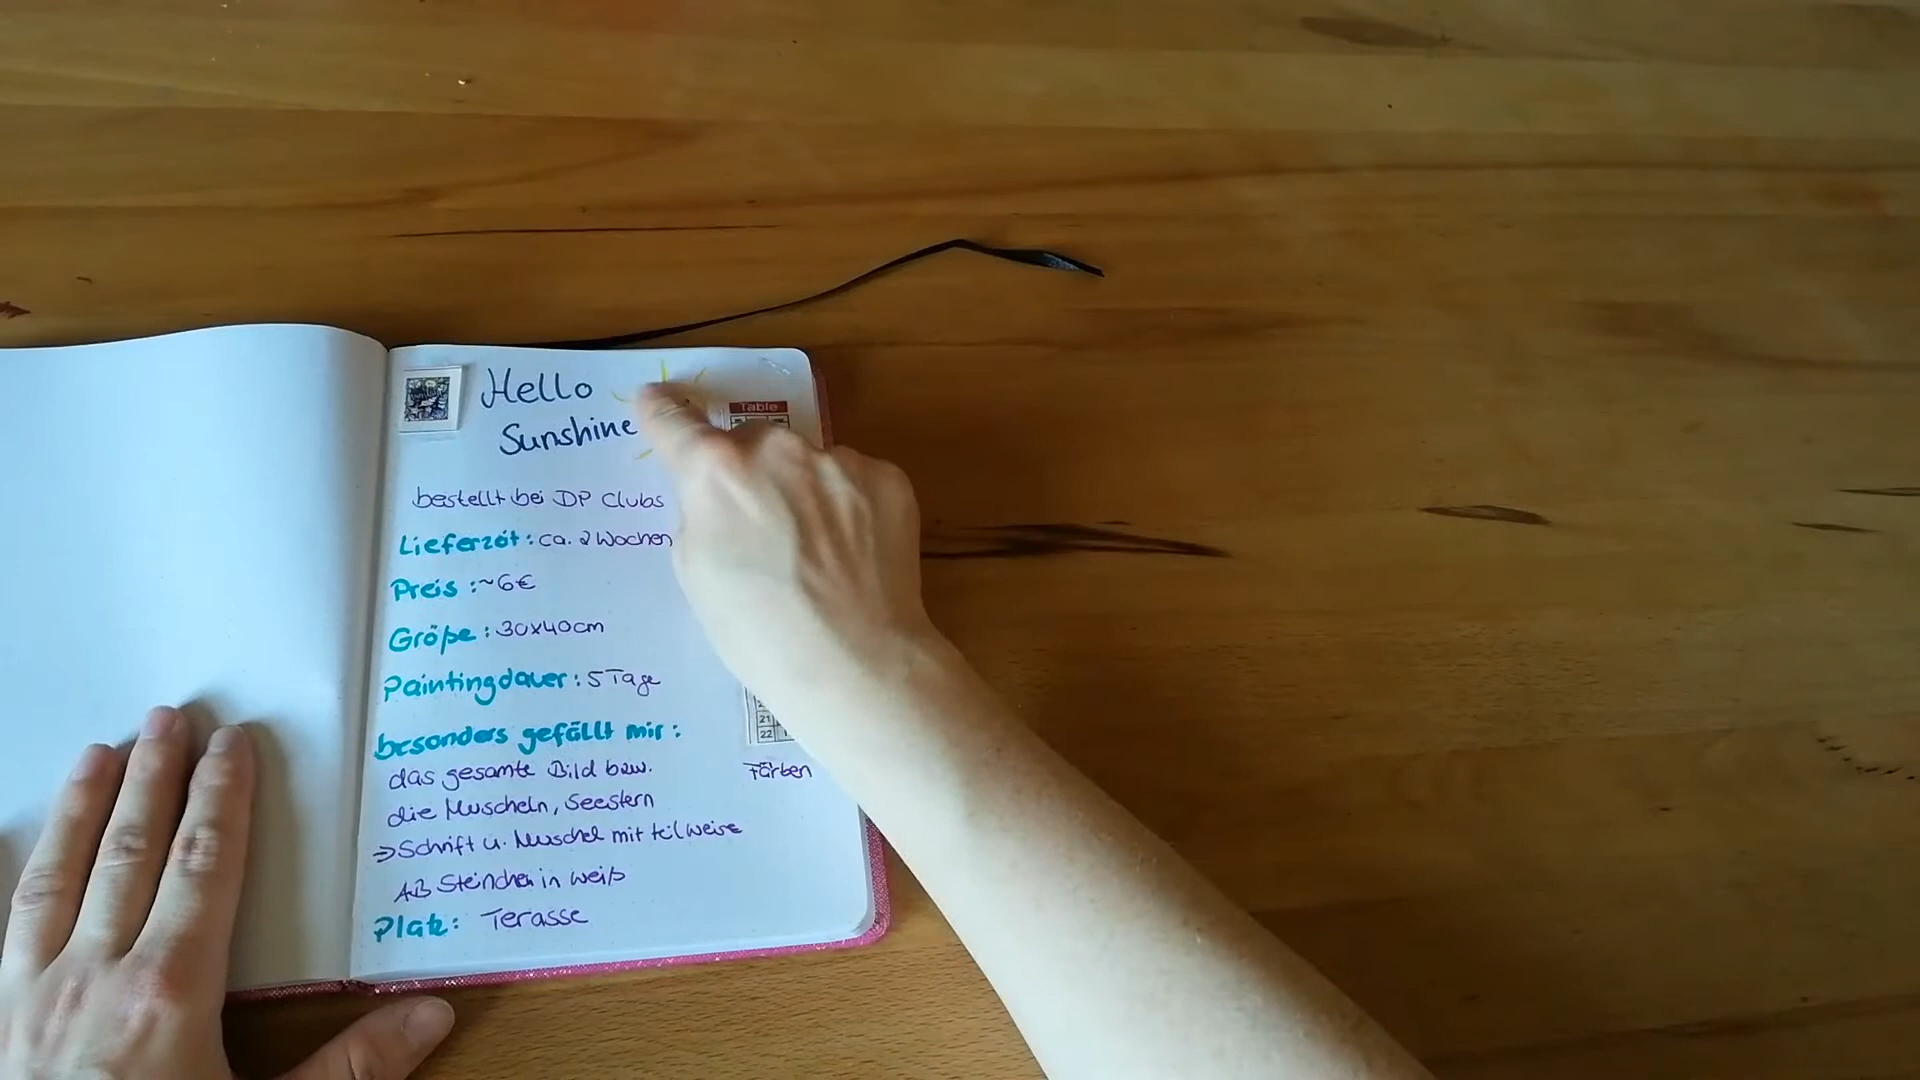 Hello
Sunshine
Table
bestellt bei DP Clubs
Lieferzeit: ca. 2 Wochen
Preis: ~6€
Größe: 30x40cm
Paintingdauer: 5 Tage
besonders gefällt mir:
das gesamte Bild bzw.
die Muscheln, Seestern
⇒ Schrift u. Muschel mit teilweise
AB Steinchen in weiß
Platz: Terasse
21
22
Färben